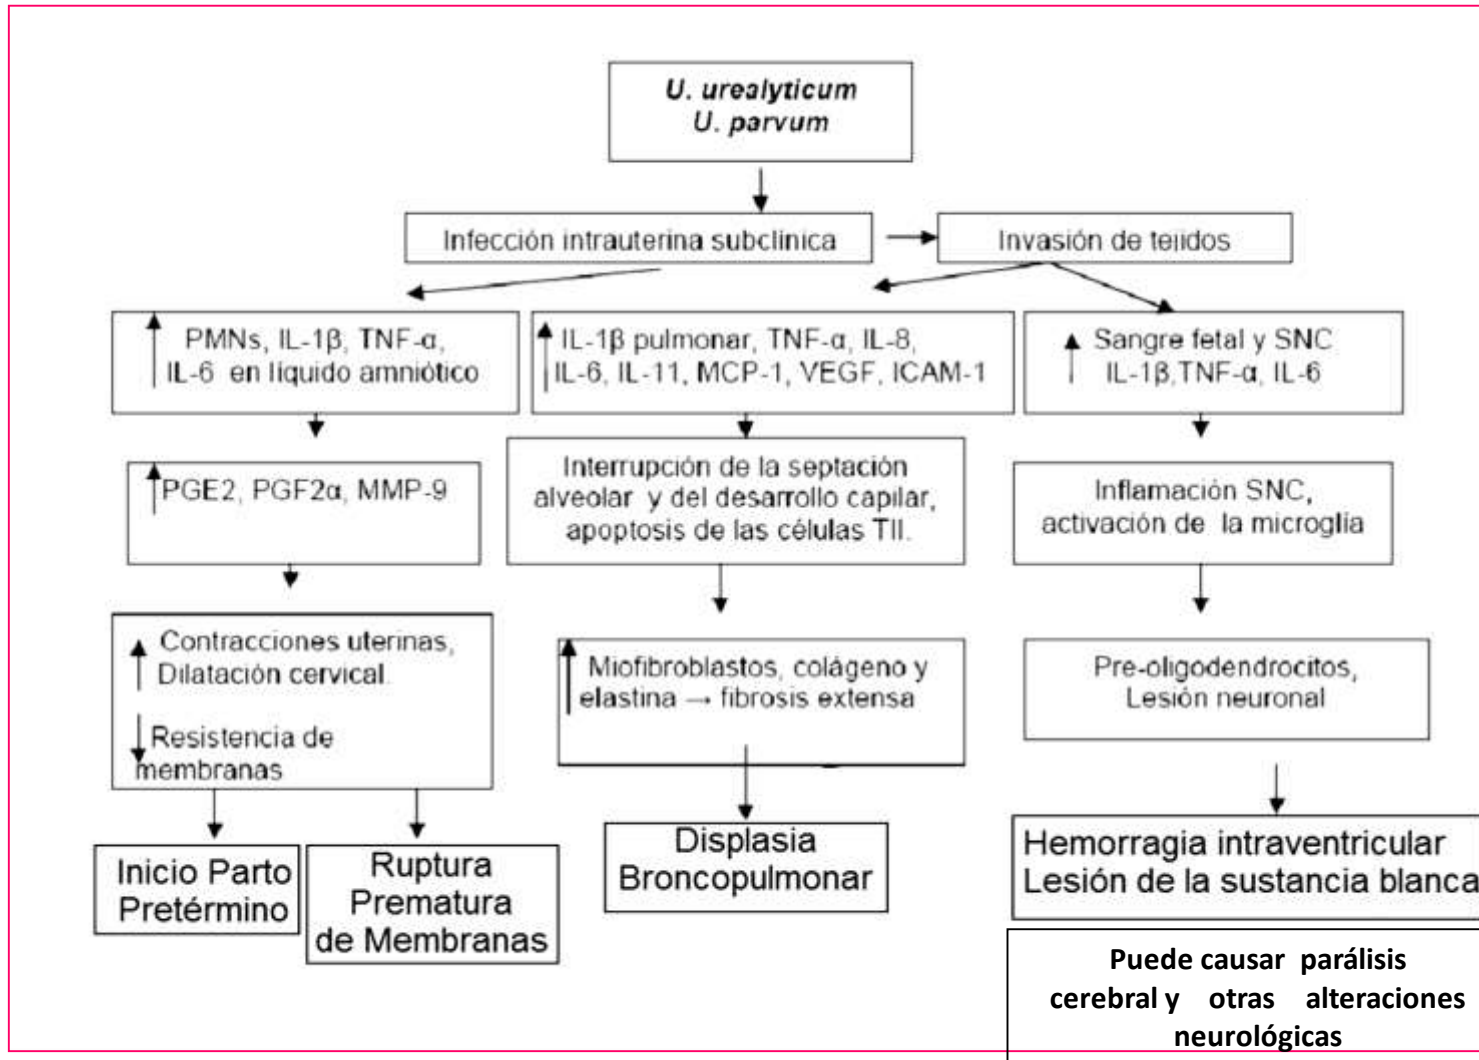 U. urealyticum
U. parvum
Infección intrauterina subclínica
Invasión de tejidos
PMNs, IL-1β, TNF-α,
IL-6 en líquido amniótico
IL-1β pulmonar, TNF-α, IL-8,
IL-6, IL-11, MCP-1, VEGF, ICAM-1
Sangre fetal y SNC
IL-1β,TNF-α, IL-6
PGE2, PGF2α, MMP-9
Interrupción de la septación
alveolar y del desarrollo capilar,
apoptosis de las células TII.
Inflamación SNC,
activación de la microglía
Contracciones uterinas,
Dilatación cervical.
Resistencia de
membranas
Miofibroblastos, colágeno y
elastina → fibrosis extensa
Pre-oligodendrocitos,
Lesión neuronal
Inicio Parto
Pretérmino
Ruptura
Prematura
de Membranas
Displasia
Broncopulmonar
Hemorragia intraventricular
Lesión de la sustancia blanca
Puede causar parálisis
cerebral y otras alteraciones
neurológicas